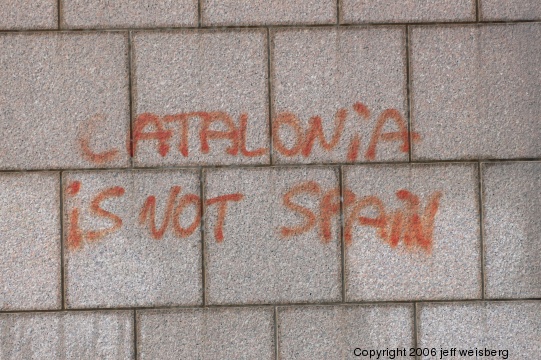 CATALONiA
iS NOT SPAiN
Copyright 2006 jeff weisberg